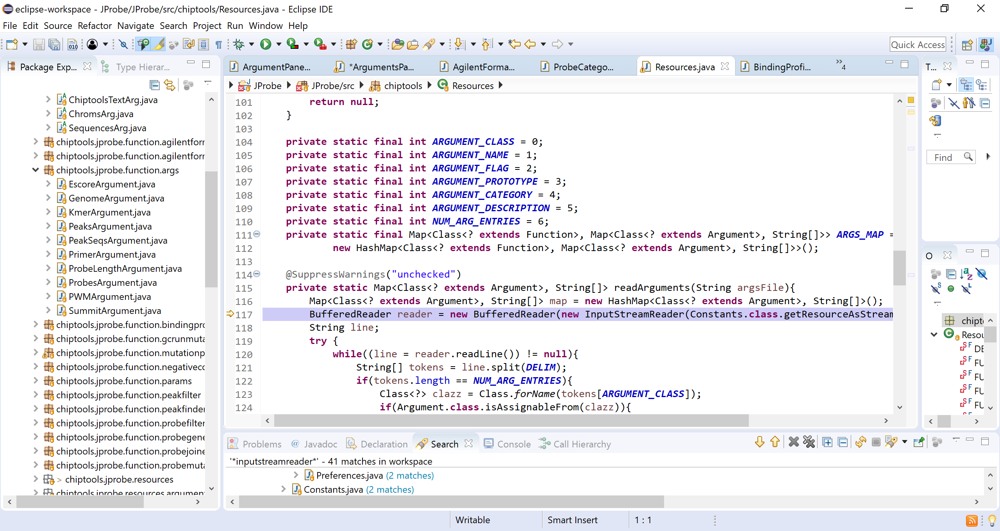 eclipse-workspace - JProbe/JProbe/src/chiptools/Resources.java - Eclipse IDE
File Edit Source Refactor Navigate Search Project Run Window Help
Quick Access
Package Exp...
Type Hierar...
ChiptoolsTextArg.java
ChromsArg.java
SequencesArg.java
chiptools.jprobe.function.agilentforr
chiptools.jprobe.function.agilentforr
chiptools.jprobe.function.args
EscoreArgument.java
GenomeArgument.java
KmerArgument.java
PeaksArgument.java
PeakSeqsArgument.java
PrimerArgument.java
ProbeLengthArgument.java
ProbesArgument.java
PWMArgument.java
SummitArgument.java
chiptools.jprobe.function.bindingpro
chiptools.jprobe.function.gcrunmuta
chiptools.jprobe.function.mutationp
chiptools.jprobe.function.negativecc
chiptools.jprobe.function.params
chiptools.jprobe.function.peakfilter
chiptools.jprobe.function.peakfinder
chiptools.jprobe.function.probefilter
chiptools.jprobe.function.probegene
chiptools.jprobe.function.probejoine
chiptools.jprobe.function.probemuta
> chiptools.jprobe.resources
chiptools.jprobe.resources.argument
ArgumentPane...
*ArgumentsPa...
AgilentForma...
ProbeCatego...
Resources.java
BindingProfi...
»4
JProbe JProbe/src chiptools Resources
101 return null;
102 }
103
104 private static final int ARGUMENT_CLASS = 0;
105 private static final int ARGUMENT_NAME = 1;
106 private static final int ARGUMENT_FLAG = 2;
107 private static final int ARGUMENT_PROTOTYPE = 3;
108 private static final int ARGUMENT_CATEGORY = 4;
109 private static final int ARGUMENT_DESCRIPTION = 5;
110 private static final int NUM_ARG_ENTRIES = 6;
111 private static final Map<Class<? extends Function>, Map<Class<? extends Argument>, String[]>> ARGS_MAP =
112 new HashMap<Class<? extends Function>, Map<Class<? extends Argument>, String[]>>();
113
114 @SuppressWarnings("unchecked")
115 private static Map<Class<? extends Argument>, String[]> readArguments(String argsFile){
116 Map<Class<? extends Argument>, String[]> map = new HashMap<Class<? extends Argument>, String[]>();
117 BufferedReader reader = new BufferedReader(new InputStreamReader(Constants.class.getResourceAsStream
118 String line;
119 try {
120 while((line = reader.readLine()) != null){
121 String[] tokens = line.split(DELIM);
122 if(tokens.length == NUM_ARG_ENTRIES){
123 Class<?> clazz = Class.forName(tokens[ARGUMENT_CLASS]);
124 if(Argument.class.isAssignableFrom(clazz)){
T...
Find
O
chipto
Resou
DE
FU
FU
FU
FU
Problems
Javadoc
Declaration
Search
Console
Call Hierarchy
'*inputstreamreader*' - 41 matches in workspace
Preferences.java (2 matches)
Constants.java (2 matches)
Writable
Smart Insert
1 : 1